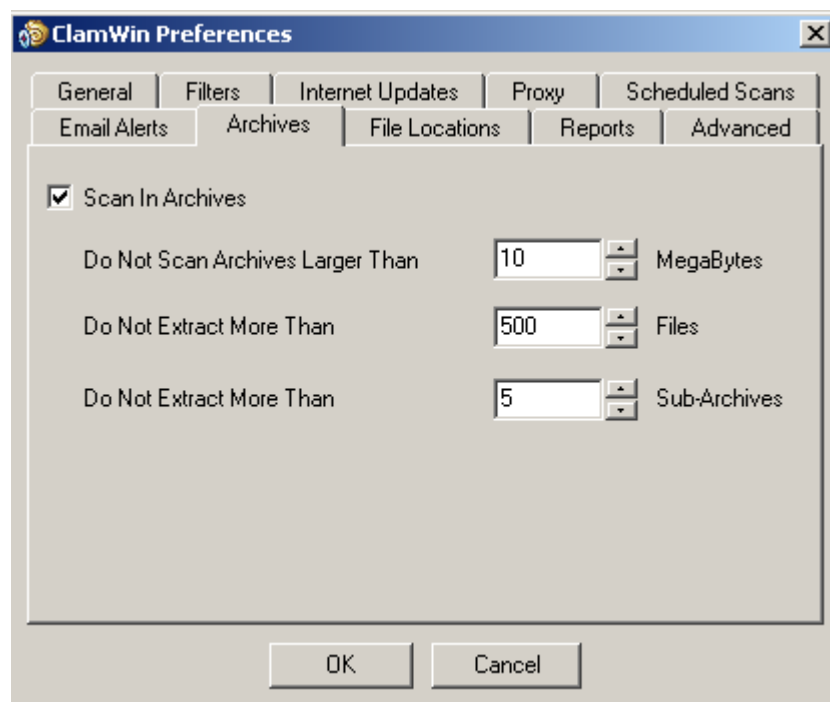 ClamWin Preferences
General Filters Internet Updates Proxy Scheduled Scans
Email Alerts Archives File Locations Reports Advanced
Scan In Archives
Do Not Scan Archives Larger Than 10 MegaBytes
Do Not Extract More Than 500 Files
Do Not Extract More Than 5 Sub-Archives
OK Cancel